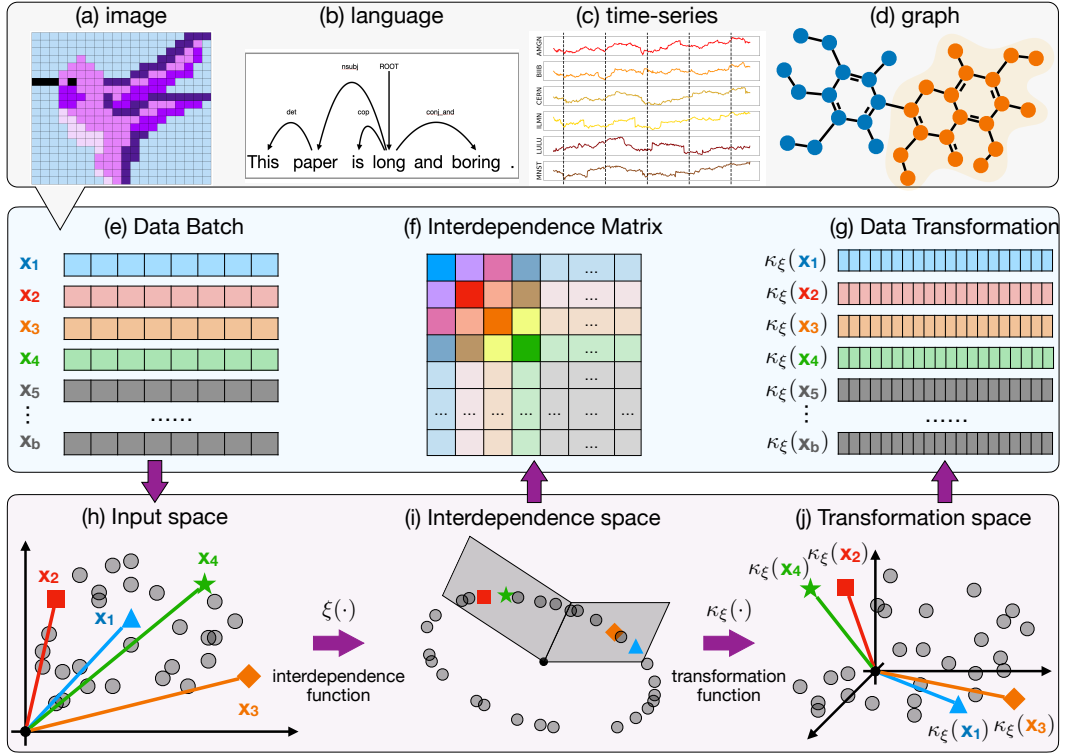 (a) image
(b) language
(c) time-series
(d) graph
nsubj
ROOT
det
cop
conj_and
This paper is long and boring .
AMGN
BIIB
CERN
ILMN
LULU
MNST
(e) Data Batch
(f) Interdependence Matrix
(g) Data Transformation
x1
x2
x3
x4
x5
⋮
......
xb
...
...
...
...
...
...
...
...
...
...
...
...
...
κξ(x1)
κξ(x2)
κξ(x3)
κξ(x4)
κξ(x5)
⋮
......
κξ(xb)
(h) Input space
(i) Interdependence space
(j) Transformation space
x2
x4
x1
x3
ξ(·)
interdependence
function
κξ(·)
transformation
function
κξ(x2)
κξ(x4)
κξ(x1)
κξ(x3)